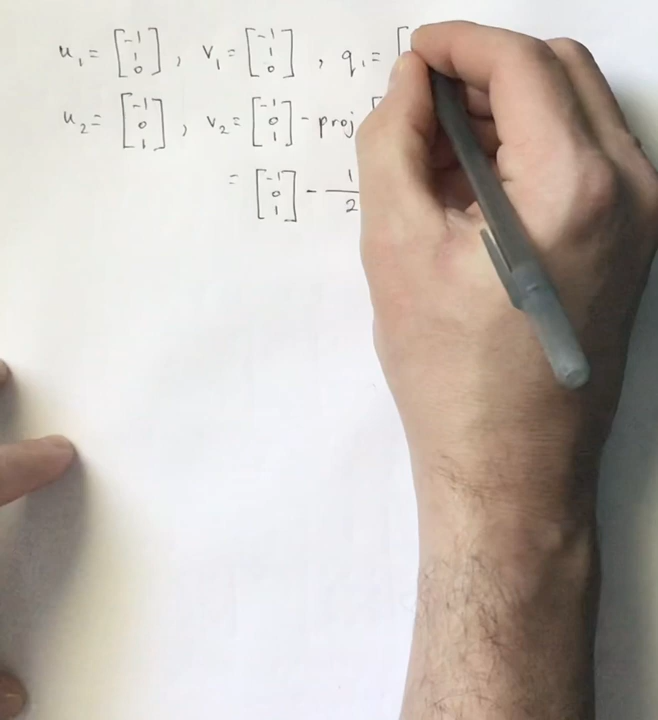 u₁ = [-1 1 0], v₁ = [-1 1 0], q₁ = [
u₂ = [-1 0 1], v₂ = [-1 0 1] - proj
= [-1 0 1] - 1/2